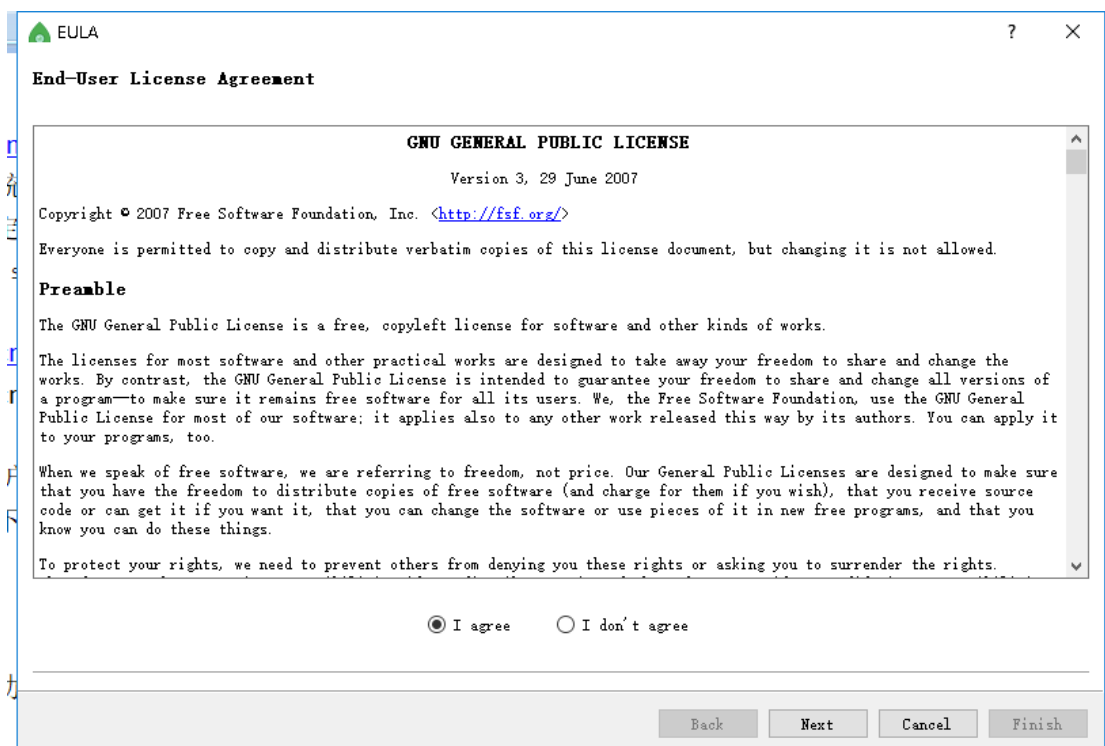 EULA
?
End-User License Agreement
GNU GENERAL PUBLIC LICENSE
Version 3, 29 June 2007
Copyright © 2007 Free Software Foundation, Inc. <http://fsf.org/>
Everyone is permitted to copy and distribute verbatim copies of this license document, but changing it is not allowed.
Preamble
The GNU General Public License is a free, copyleft license for software and other kinds of works.
The licenses for most software and other practical works are designed to take away your freedom to share and change the
works. By contrast, the GNU General Public License is intended to guarantee your freedom to share and change all versions of
a program—to make sure it remains free software for all its users. We, the Free Software Foundation, use the GNU General
Public License for most of our software; it applies also to any other work released this way by its authors. You can apply it
to your programs, too.
When we speak of free software, we are referring to freedom, not price. Our General Public Licenses are designed to make sure
that you have the freedom to distribute copies of free software (and charge for them if you wish), that you receive source
code or can get it if you want it, that you can change the software or use pieces of it in new free programs, and that you
know you can do these things.
To protect your rights, we need to prevent others from denying you these rights or asking you to surrender the rights.
I agree
I don't agree
Back
Next
Cancel
Finish